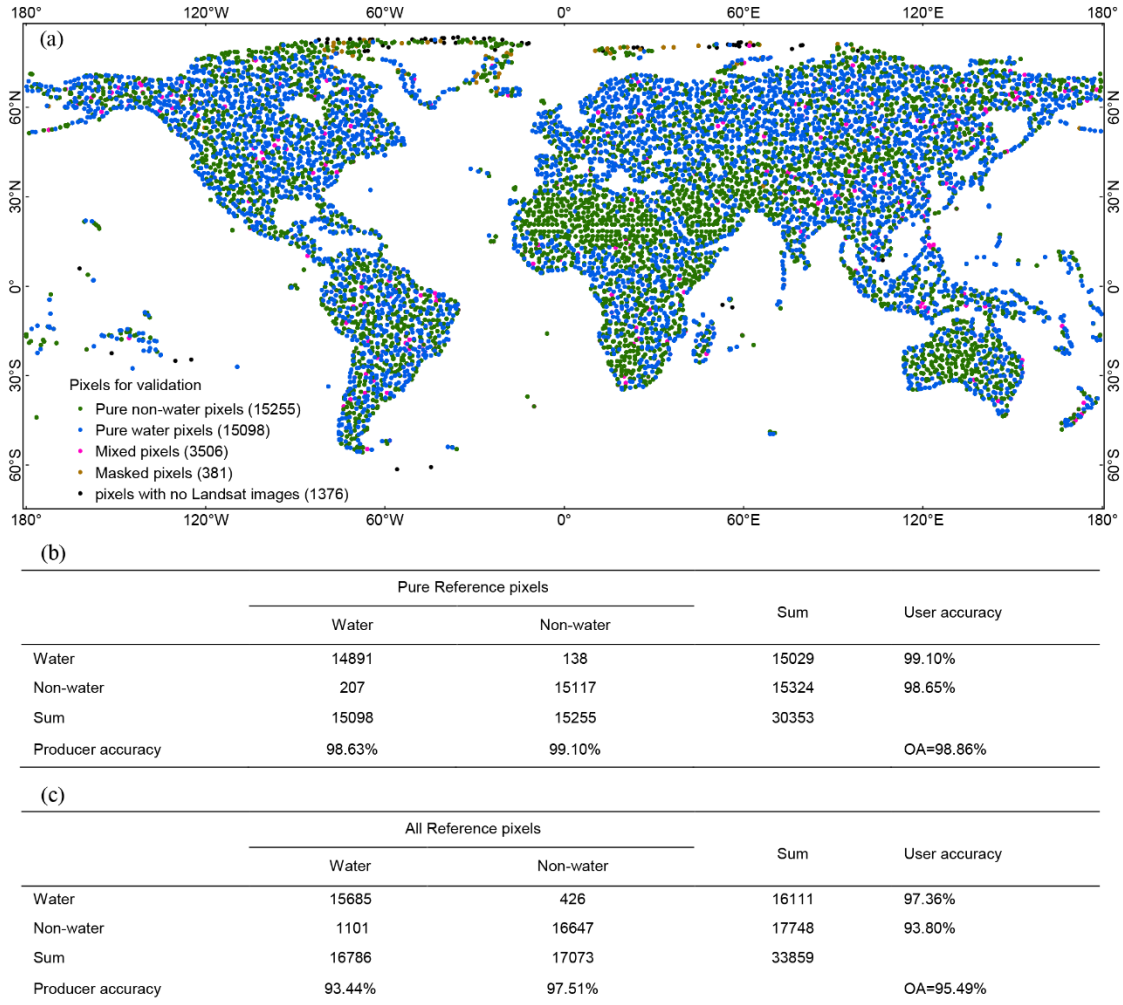 180° 120°W 60°W 0° 60°E 120°E 180°
(a)
60°N 60°N
30°N 30°N
0° 0°
30°S 30°S
60°S 60°S
Pixels for validation
Pure non-water pixels (15255)
Pure water pixels (15098)
Mixed pixels (3506)
Masked pixels (381)
pixels with no Landsat images (1376)
180° 120°W 60°W 0° 60°E 120°E 180°
(b)
Pure Reference pixels Sum User accuracy
Water Non-water
Water 14891 138 15029 99.10%
Non-water 207 15117 15324 98.65%
Sum 15098 15255 30353
Producer accuracy 98.63% 99.10% OA=98.86%
(c)
All Reference pixels Sum User accuracy
Water Non-water
Water 15685 426 16111 97.36%
Non-water 1101 16647 17748 93.80%
Sum 16786 17073 33859
Producer accuracy 93.44% 97.51% OA=95.49%